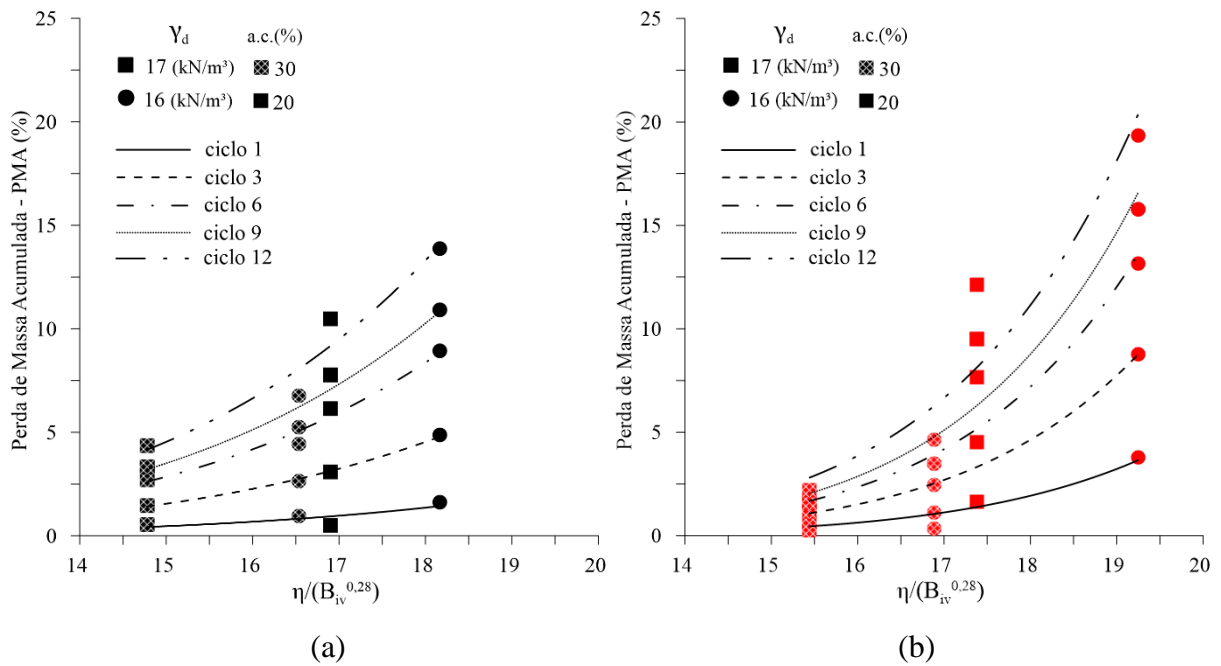 Perda de Massa Acumulada - PMA (%)
25
20
15
10
5
0
γd a.c.(%)
17 (kN/m³) 30
16 (kN/m³) 20
ciclo 1
ciclo 3
ciclo 6
ciclo 9
ciclo 12
14 15 16 17 18 19 20
η/(Biv^0,28)
(a)
Perda de Massa Acumulada - PMA (%)
25
20
15
10
5
0
γd a.c.(%)
17 (kN/m³) 30
16 (kN/m³) 20
ciclo 1
ciclo 3
ciclo 6
ciclo 9
ciclo 12
14 15 16 17 18 19 20
η/(Biv^0,28)
(b)